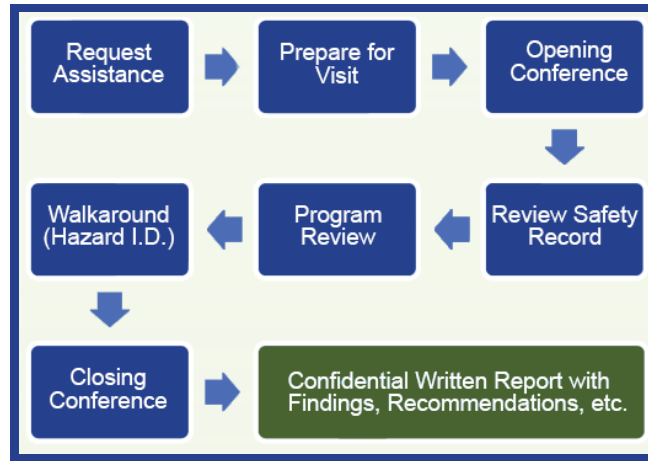 Request
Assistance
Prepare for
Visit
Opening
Conference
Review Safety
Record
Program
Review
Walkaround
(Hazard I.D.)
Closing
Conference
Confidential Written Report with
Findings, Recommendations, etc.